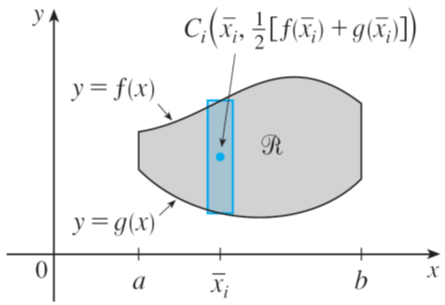 y
C_i(x̄_i, ½[f(x̄_i) + g(x̄_i)])
y = f(x)
ℛ
y = g(x)
0
a
x̄_i
b
x